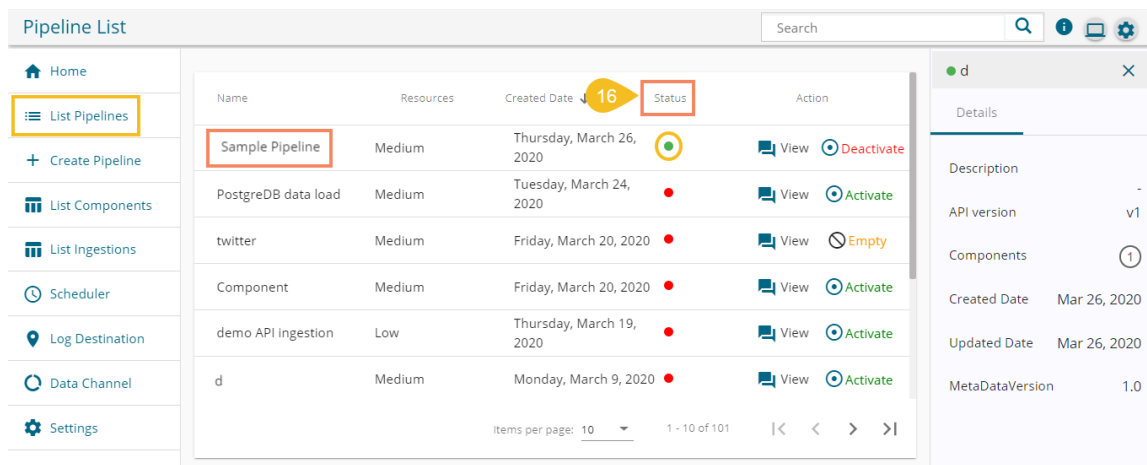 Pipeline List
Search
Home
List Pipelines
Create Pipeline
List Components
List Ingestions
Scheduler
Log Destination
Data Channel
Settings
Name Resources Created Date 16 Status Action
Sample Pipeline Medium Thursday, March 26, 2020 View Deactivate
PostgreDB data load Medium Tuesday, March 24, 2020 View Activate
twitter Medium Friday, March 20, 2020 View Empty
Component Medium Friday, March 20, 2020 View Activate
demo API ingestion Low Thursday, March 19, 2020 View Activate
d Medium Monday, March 9, 2020 View Activate
Items per page: 10 1 - 10 of 101
d
Details
Description -
API version v1
Components 1
Created Date Mar 26, 2020
Updated Date Mar 26, 2020
MetaDataVersion 1.0